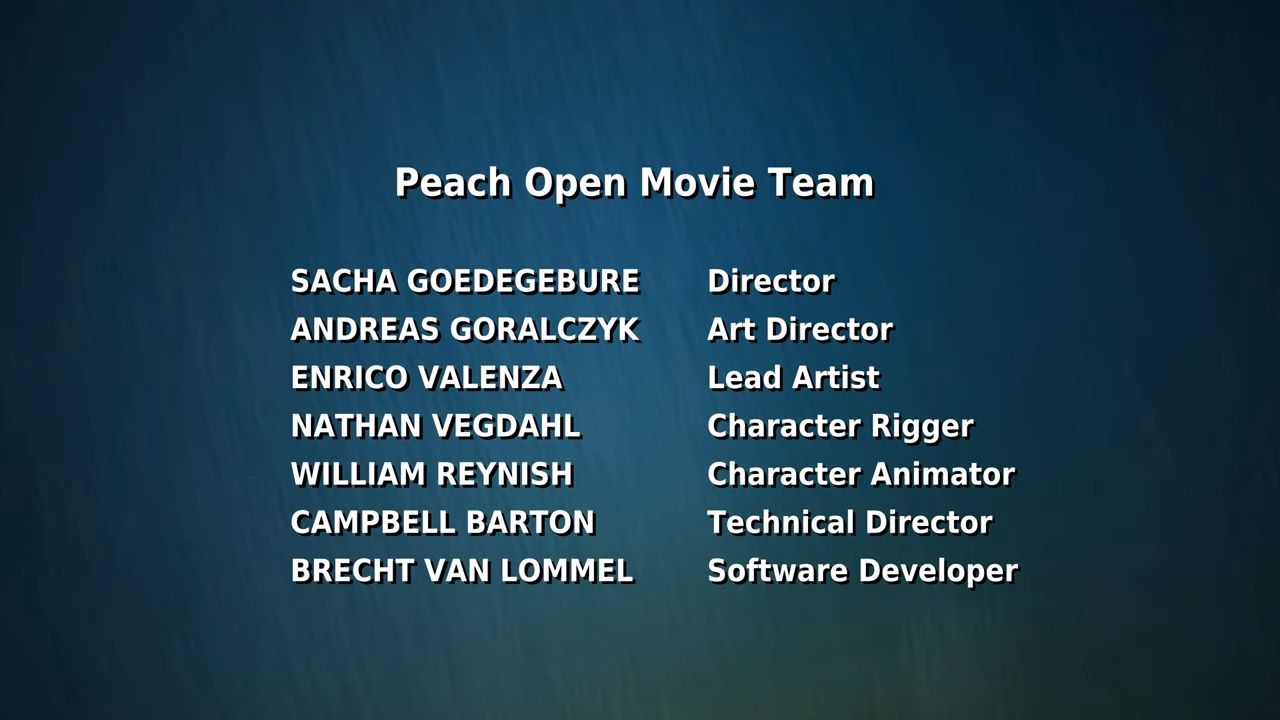 Peach Open Movie Team
SACHA GOEDEGEBURE Director
ANDREAS GORALCZYK Art Director
ENRICO VALENZA Lead Artist
NATHAN VEGDAHL Character Rigger
WILLIAM REYNISH Character Animator
CAMPBELL BARTON Technical Director
BRECHT VAN LOMMEL Software Developer